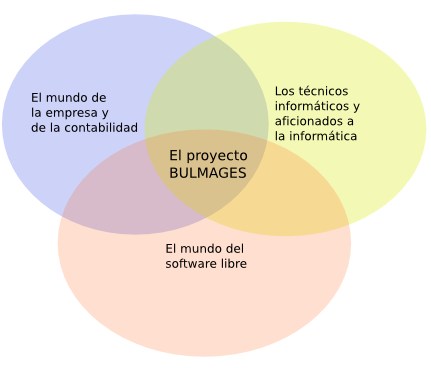 El mundo de
la empresa y
de la contabilidad
Los técnicos
informáticos y
aficionados a
la informática
El proyecto
BULMAGES
El mundo del
software libre